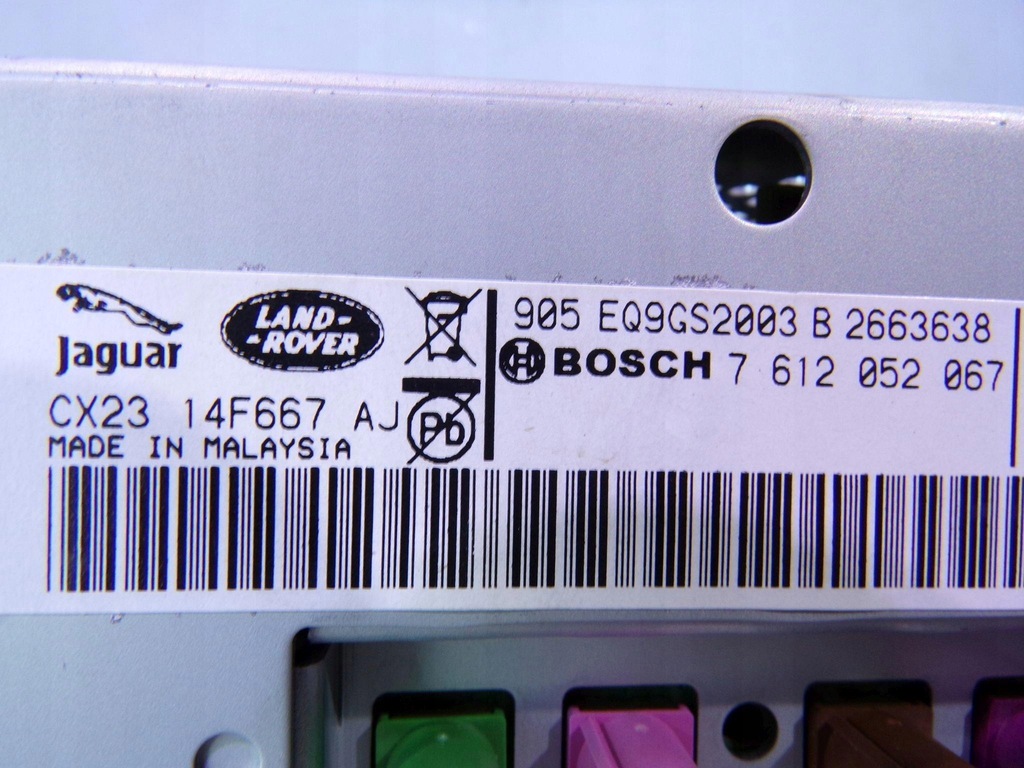 Jaguar
LAND-
-ROVER
CX23 14F667 AJ
MADE IN MALAYSIA
Pb
905 EQ9GS2003 B 2663638
BOSCH 7 612 052 067